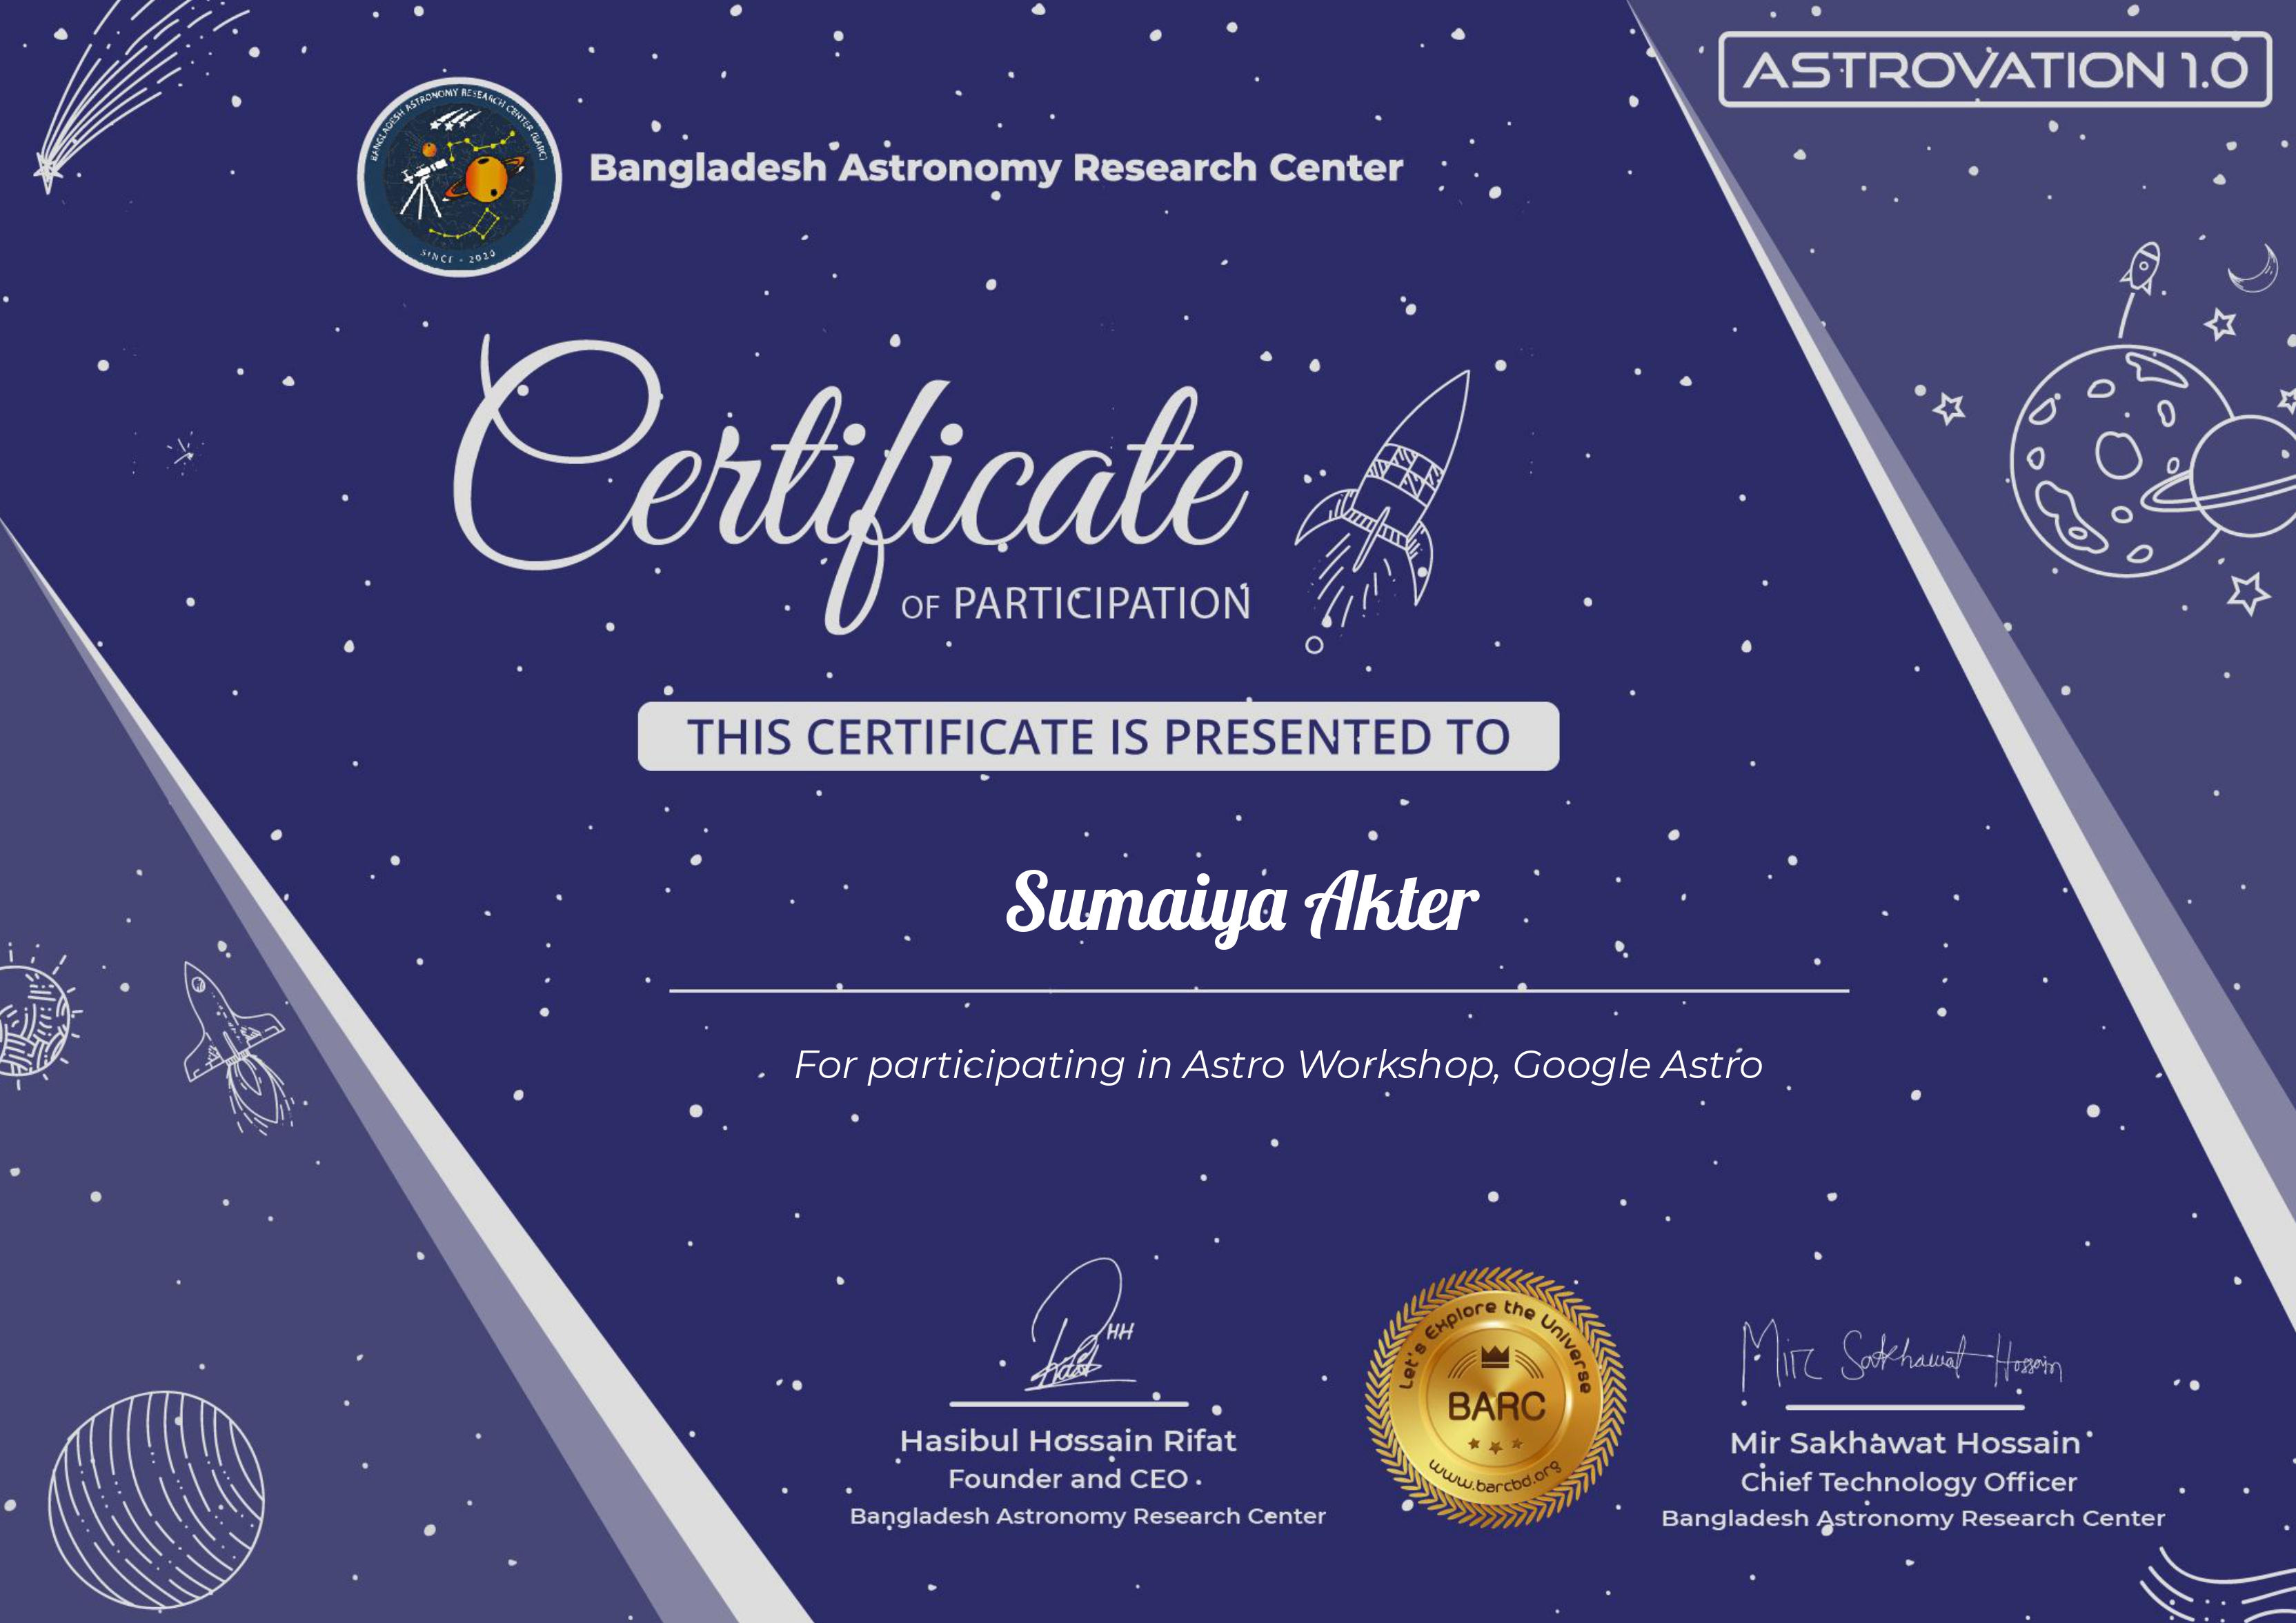 ASTROVATION 1.0
BANGLADESH ASTRONOMY RESEARCH CENTER (BARC)
SINCE - 2020
Bangladesh Astronomy Research Center
Certificate
OF PARTICIPATION
THIS CERTIFICATE IS PRESENTED TO
Sumaiya Akter
For participating in Astro Workshop, Google Astro
HH
Hasibul Hossain Rifat
Founder and CEO
Bangladesh Astronomy Research Center
Let's Explore the Universe
BARC
www.barcbd.org
Mir Sakhawat Hossain
Mir Sakhawat Hossain
Chief Technology Officer
Bangladesh Astronomy Research Center